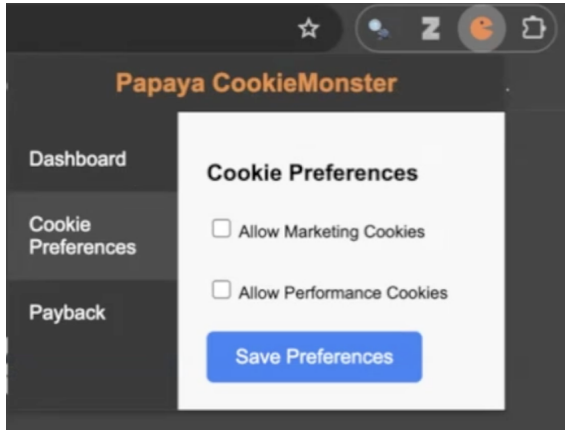 Papaya CookieMonster
Dashboard
Cookie
Preferences
Payback
Cookie Preferences
Allow Marketing Cookies
Allow Performance Cookies
Save Preferences